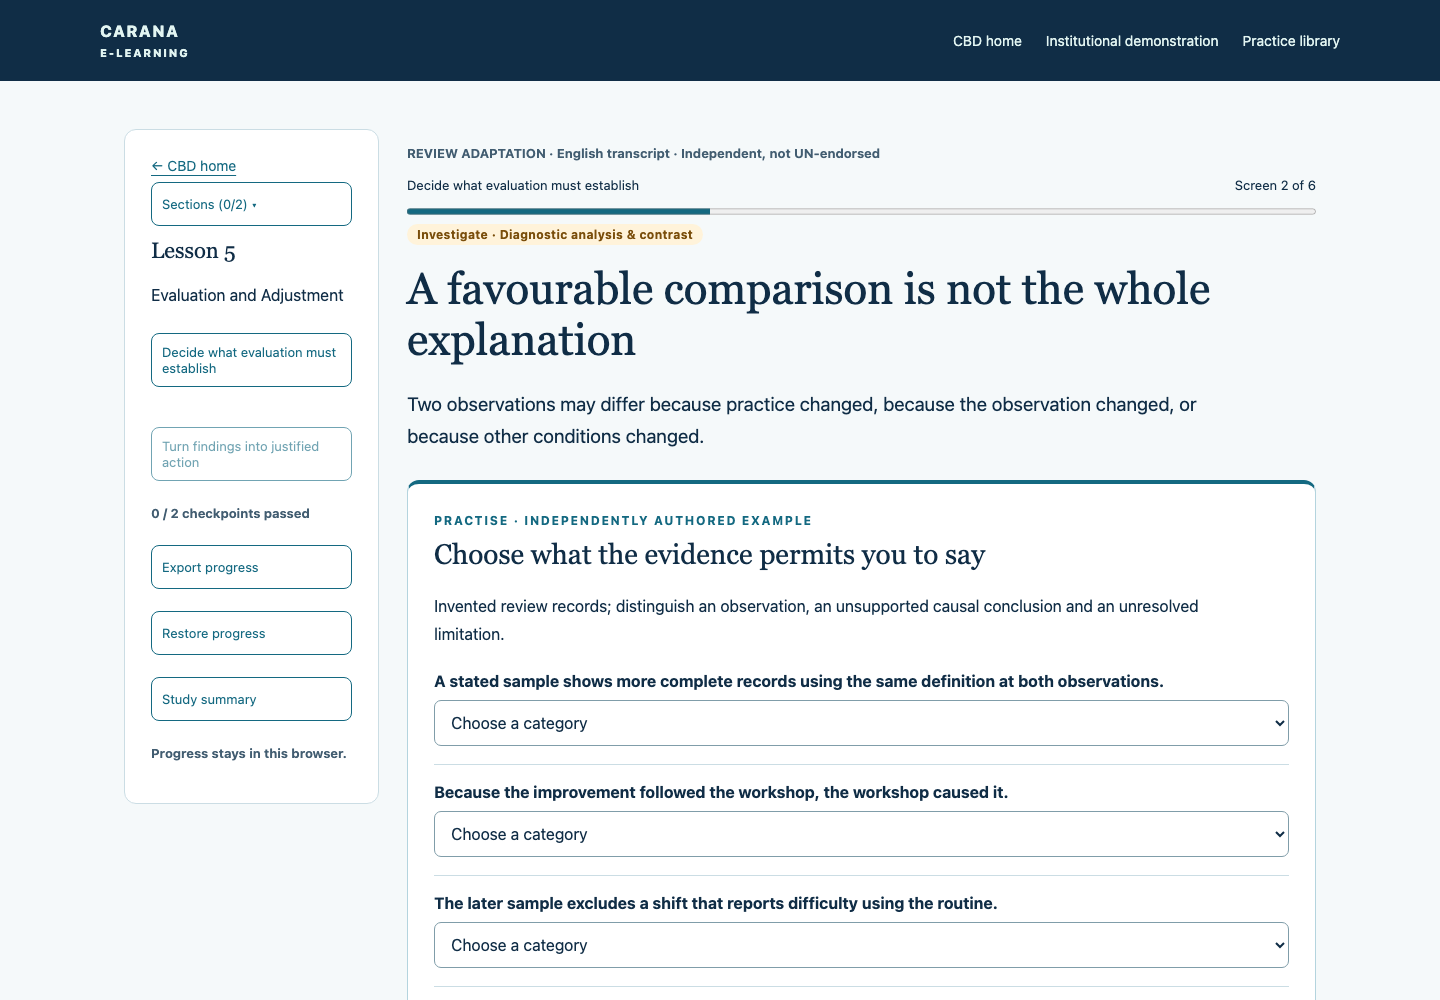 CARANA
E-LEARNING
CBD home
Institutional demonstration
Practice library
← CBD home
Sections (0/2) ▾
Lesson 5
Evaluation and Adjustment
Decide what evaluation must
establish
Turn findings into justified
action
0 / 2 checkpoints passed
Export progress
Restore progress
Study summary
Progress stays in this browser.
REVIEW ADAPTATION · English transcript · Independent, not UN-endorsed
Decide what evaluation must establish
Screen 2 of 6
Investigate · Diagnostic analysis & contrast
A favourable comparison is not the whole
explanation
Two observations may differ because practice changed, because the observation changed, or
because other conditions changed.
PRACTISE · INDEPENDENTLY AUTHORED EXAMPLE
Choose what the evidence permits you to say
Invented review records; distinguish an observation, an unsupported causal conclusion and an unresolved
limitation.
A stated sample shows more complete records using the same definition at both observations.
Choose a category
Because the improvement followed the workshop, the workshop caused it.
Choose a category
The later sample excludes a shift that reports difficulty using the routine.
Choose a category